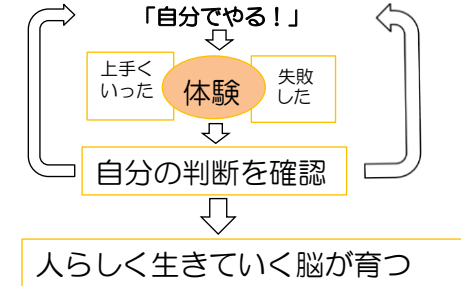 「自分でやる！」
上手く
いった
体験
失敗
した
自分の判断を確認
人らしく生きていく脳が育つ